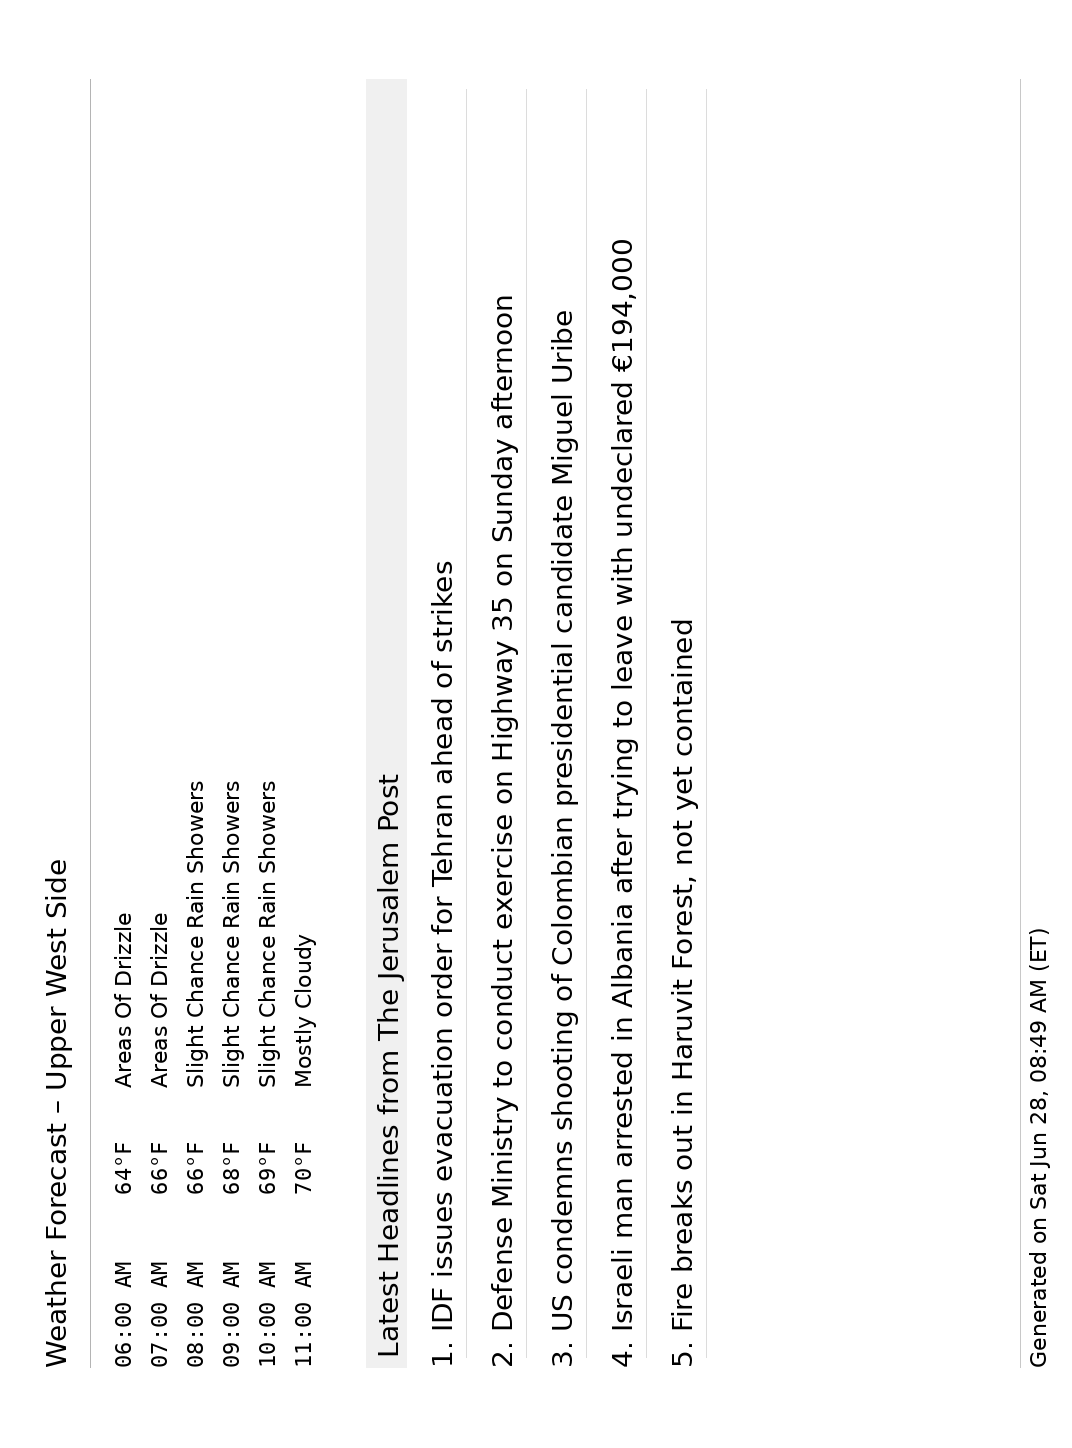 Weather Forecast – Upper West Side
06:00 AM 64°F Areas Of Drizzle
07:00 AM 66°F Areas Of Drizzle
08:00 AM 66°F Slight Chance Rain Showers
09:00 AM 68°F Slight Chance Rain Showers
10:00 AM 69°F Slight Chance Rain Showers
11:00 AM 70°F Mostly Cloudy
Latest Headlines from The Jerusalem Post
1. IDF issues evacuation order for Tehran ahead of strikes
2. Defense Ministry to conduct exercise on Highway 35 on Sunday afternoon
3. US condemns shooting of Colombian presidential candidate Miguel Uribe
4. Israeli man arrested in Albania after trying to leave with undeclared €194,000
5. Fire breaks out in Haruvit Forest, not yet contained
Generated on Sat Jun 28, 08:49 AM (ET)